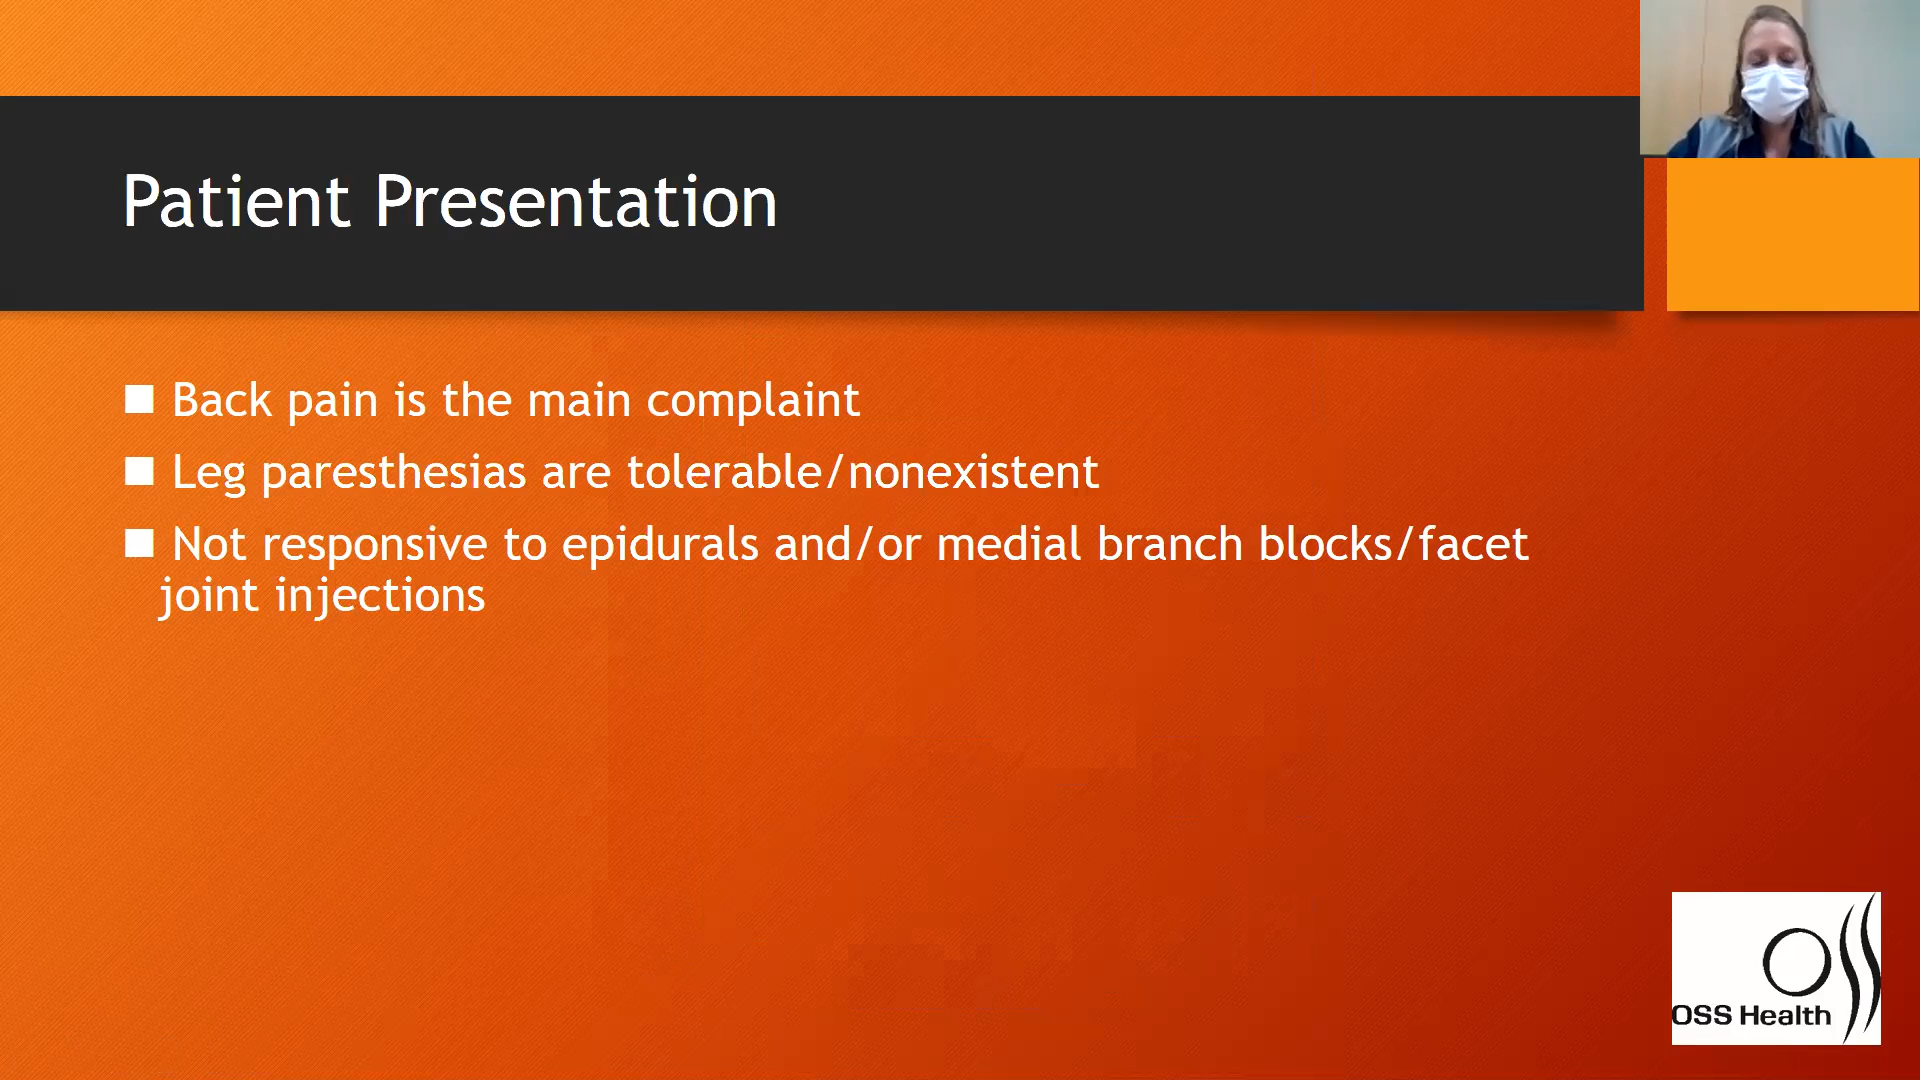 Patient Presentation
■ Back pain is the main complaint
■ Leg paresthesias are tolerable/nonexistent
■ Not responsive to epidurals and/or medial branch blocks/facet
joint injections
OSS
OSS Health